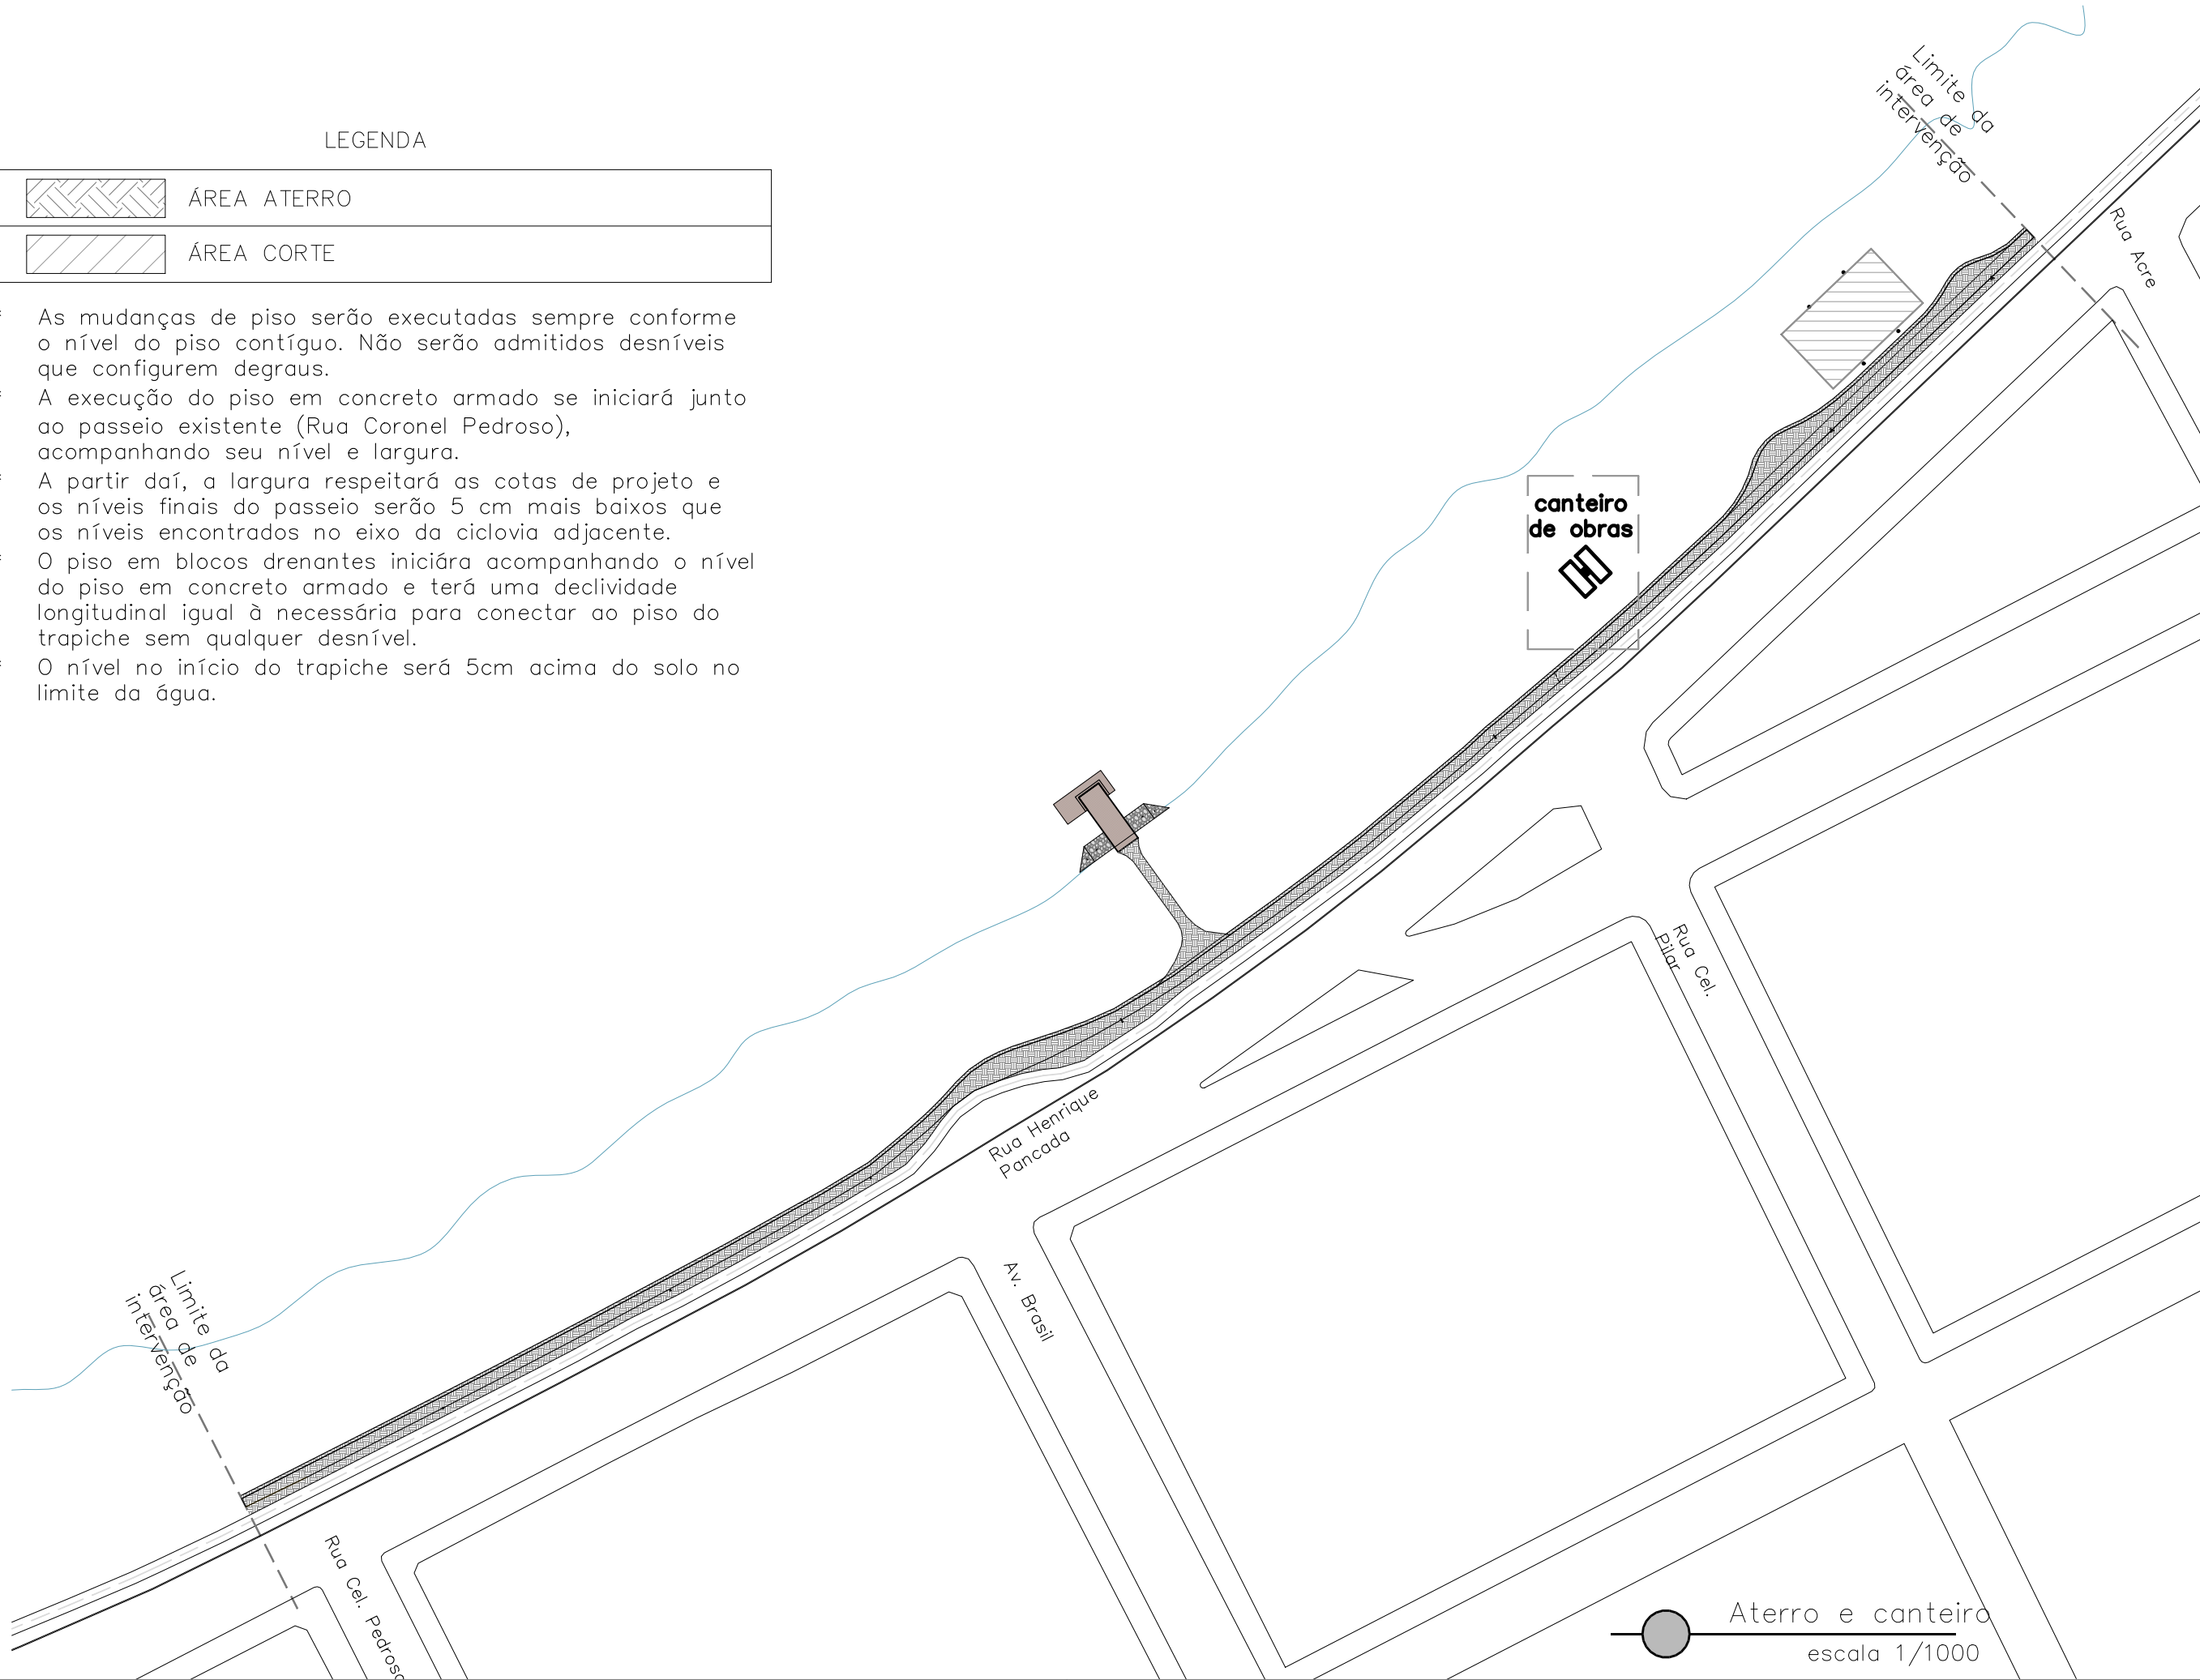 LEGENDA
ÁREA ATERRO
ÁREA CORTE
As mudanças de piso serão executadas sempre conforme
o nível do piso contíguo. Não serão admitidos desníveis
que configurem degraus.
A execução do piso em concreto armado se iniciará junto
ao passeio existente (Rua Coronel Pedroso),
acompanhando seu nível e largura.
A partir daí, a largura respeitará as cotas de projeto e
os níveis finais do passeio serão 5 cm mais baixos que
os níveis encontrados no eixo da ciclovia adjacente.
O piso em blocos drenantes iniciára acompanhando o nível
do piso em concreto armado e terá uma declividade
longitudinal igual à necessária para conectar ao piso do
trapiche sem qualquer desnível.
O nível no início do trapiche será 5cm acima do solo no
limite da água.
Limite da
área de
intervenção
Rua Acre
canteiro
de obras
Rua Cel.
Pilar
Rua Henrique
Pancada
Av. Brasil
Limite da
área de
intervenção
Rua Cel. Pedroso
Aterro e canteiro
escala 1/1000